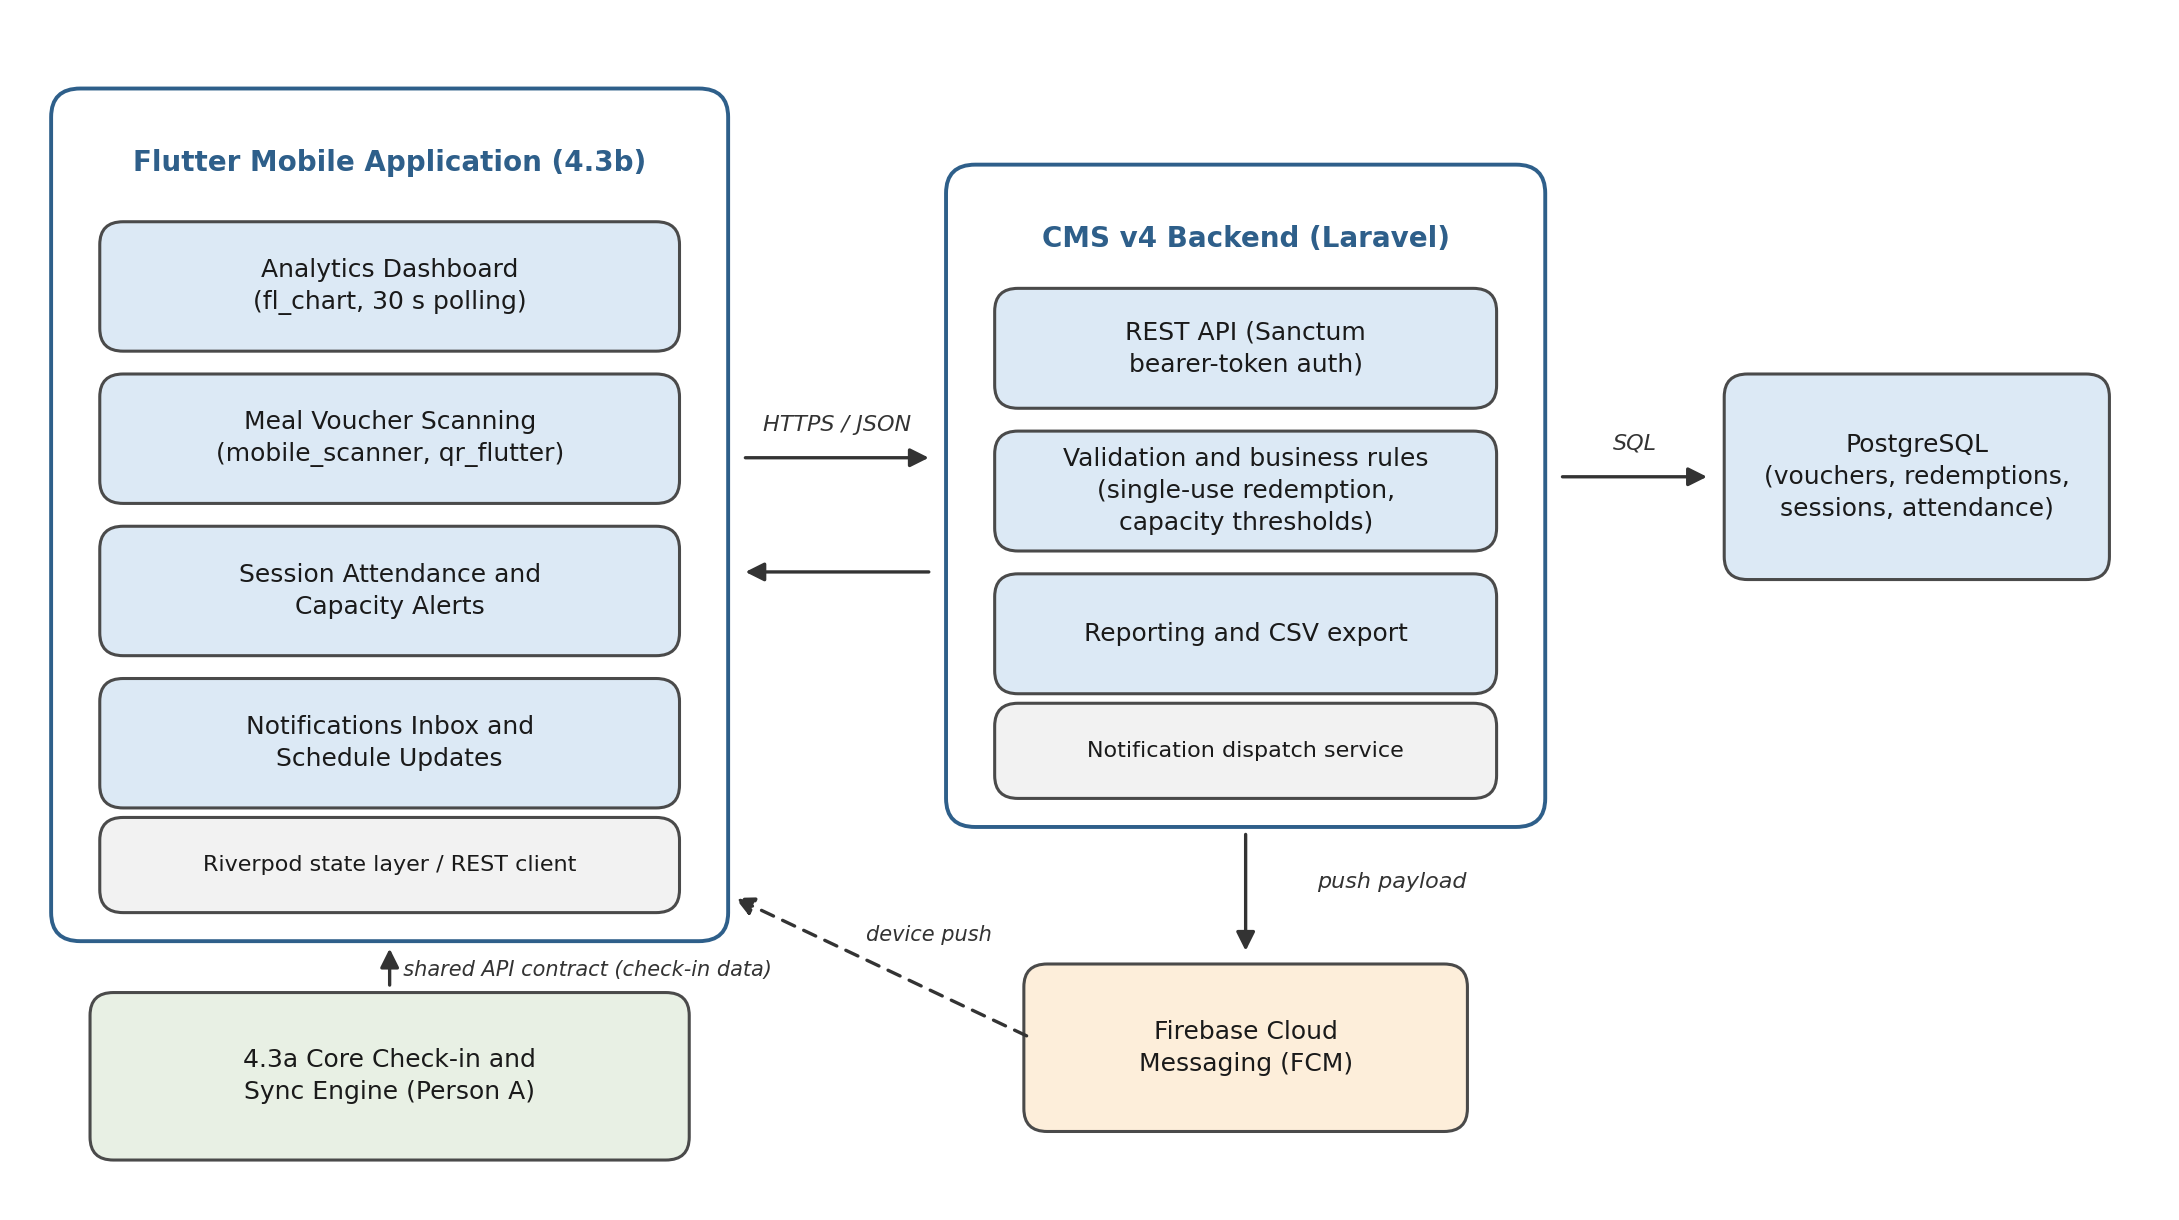 Flutter Mobile Application (4.3b)
Analytics Dashboard
(fl_chart, 30 s polling)
Meal Voucher Scanning
(mobile_scanner, qr_flutter)
Session Attendance and
Capacity Alerts
Notifications Inbox and
Schedule Updates
Riverpod state layer / REST client
shared API contract (check-in data)
4.3a Core Check-in and
Sync Engine (Person A)
HTTPS / JSON
CMS v4 Backend (Laravel)
REST API (Sanctum
bearer-token auth)
Validation and business rules
(single-use redemption,
capacity thresholds)
Reporting and CSV export
Notification dispatch service
SQL
PostgreSQL
(vouchers, redemptions,
sessions, attendance)
push payload
device push
Firebase Cloud
Messaging (FCM)